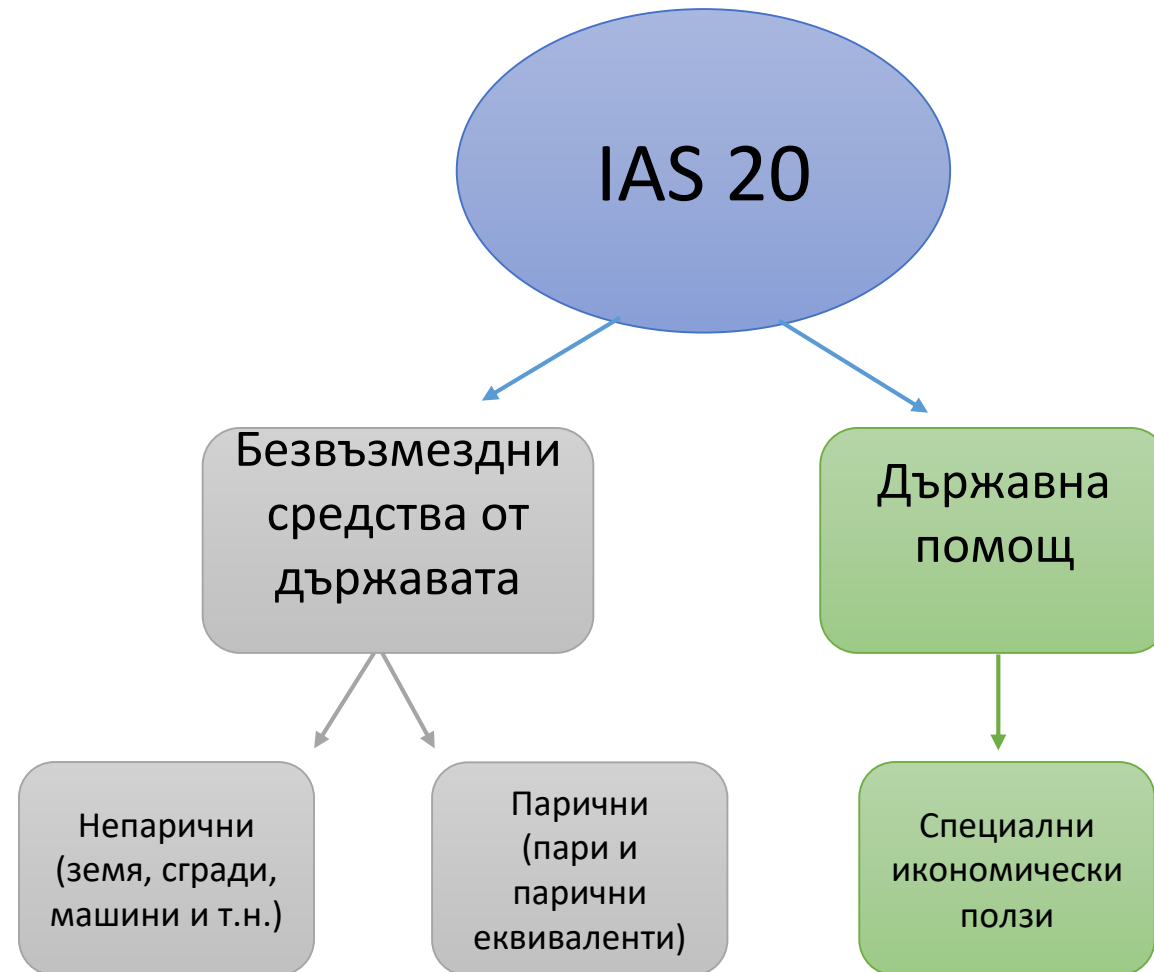 IAS 20
Безвъзмездни
средства от
държавата
Държавна
помощ
Непарични
(земя, сгради,
машини и т.н.)
Парични
(пари и
парични
еквиваленти)
Специални
икономически
ползи